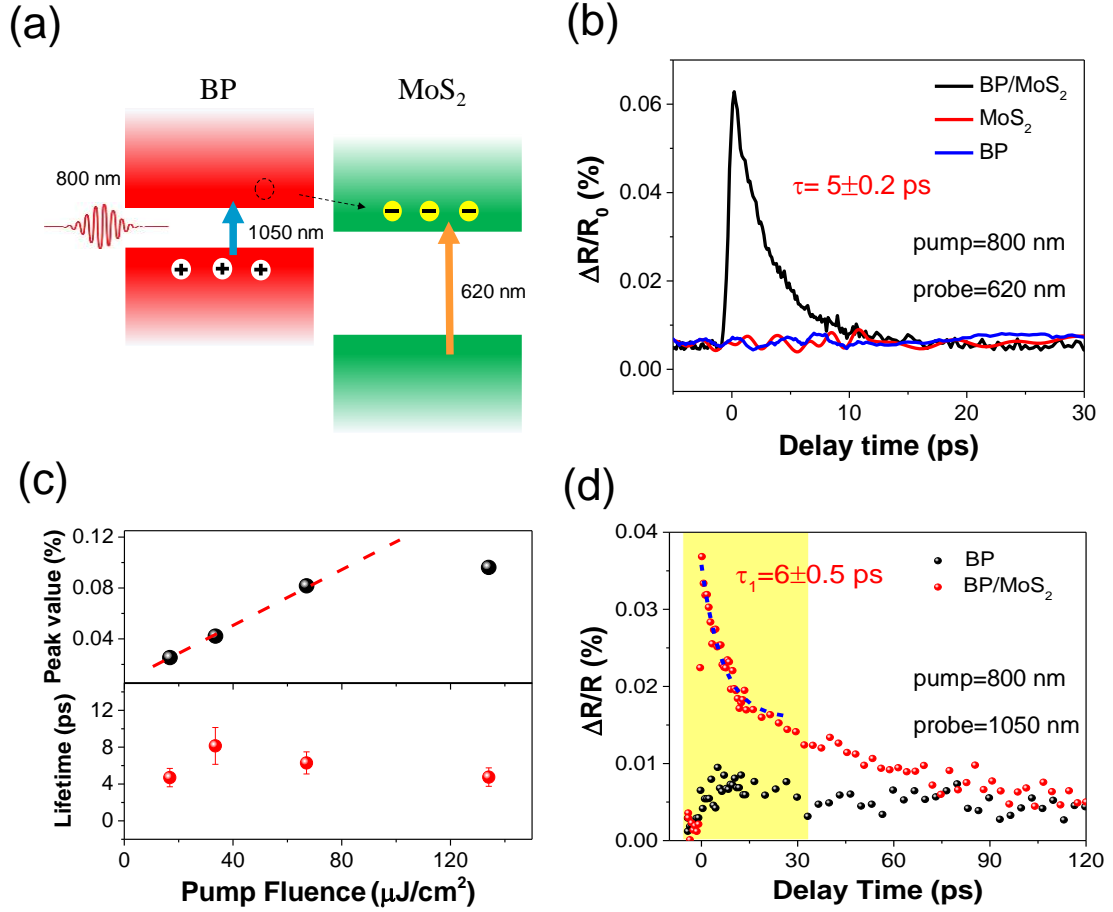 (a)
BP
MoS₂
800 nm
1050 nm
620 nm
(b)
BP/MoS₂
MoS₂
BP
τ= 5±0.2 ps
pump=800 nm
probe=620 nm
0.06
0.04
0.02
0.00
ΔR/R₀ (%)
0 10 20 30
Delay time (ps)
(c)
0.12
0.04
Peak value (%)
12
8
4
0
Lifetime (ps)
0 40 80 120
Pump Fluence (μJ/cm²)
(d)
0.04
0.03
0.02
0.01
0.00
ΔR/R (%)
τ₁=6±0.5 ps
BP
BP/MoS₂
pump=800 nm
probe=1050 nm
0 30 60 90 120
Delay Time (ps)